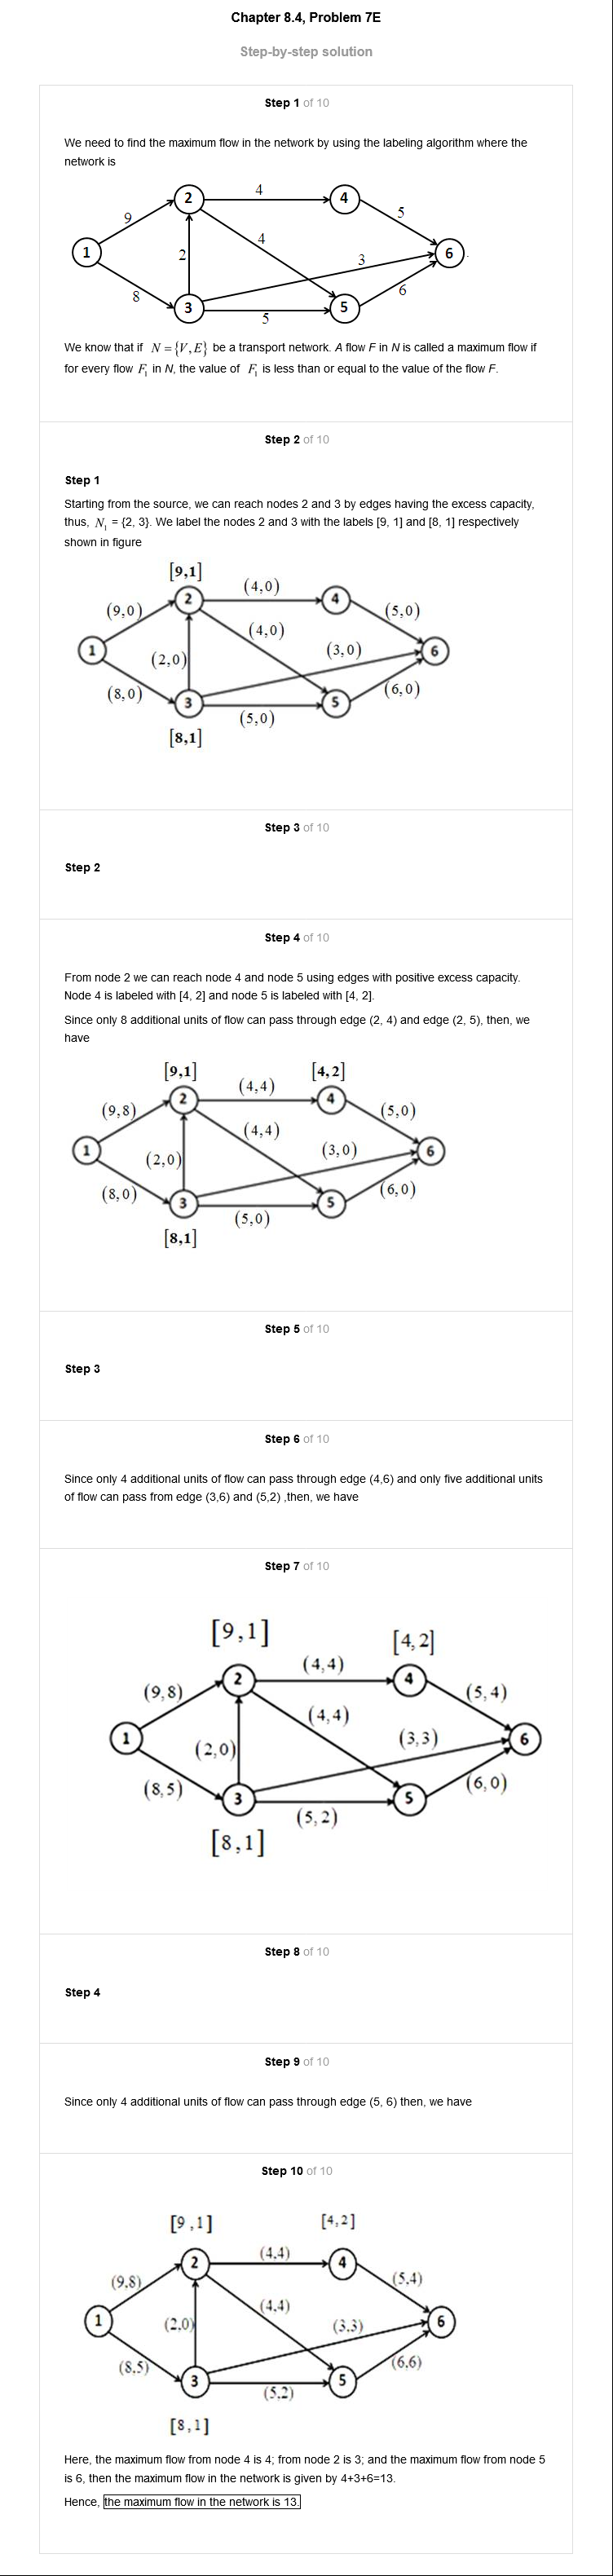 Chapter 8.4, Problem 7E
Step-by-step solution
Step 1 of 10
We need to find the maximum flow in the network by using the labeling algorithm where the
network is
4
2
4
9
5
4
1
2
3
6
.
8
6
3
5
5
We know that if N = {V, E} be a transport network. A flow F in N is called a maximum flow if
for every flow F₁ in N, the value of F₁ is less than or equal to the value of the flow F.
Step 2 of 10
Step 1
Starting from the source, we can reach nodes 2 and 3 by edges having the excess capacity,
thus, N₁ = {2, 3}. We label the nodes 2 and 3 with the labels [9, 1] and [8, 1] respectively
shown in figure
[9,1]
(4,0)
2
4
(9,0)
(5,0)
(4,0)
1
(2,0)
(3,0)
6
(8,0)
(6,0)
3
5
(5,0)
[8,1]
Step 3 of 10
Step 2
Step 4 of 10
From node 2 we can reach node 4 and node 5 using edges with positive excess capacity.
Node 4 is labeled with [4, 2] and node 5 is labeled with [4, 2].
Since only 8 additional units of flow can pass through edge (2, 4) and edge (2, 5), then, we
have
[9,1]
[4,2]
(4,4)
2
4
(9,8)
(5,0)
(4,4)
1
(2,0)
(3,0)
6
(8,0)
(6,0)
3
5
(5,0)
[8,1]
Step 5 of 10
Step 3
Step 6 of 10
Since only 4 additional units of flow can pass through edge (4,6) and only five additional units
of flow can pass from edge (3,6) and (5,2) ,then, we have
Step 7 of 10
[9,1]
[4,2]
(4,4)
2
4
(9,8)
(5,4)
(4,4)
1
(2,0)
(3,3)
6
(8,5)
(6,0)
3
5
(5,2)
[8,1]
Step 8 of 10
Step 4
Step 9 of 10
Since only 4 additional units of flow can pass through edge (5, 6) then, we have
Step 10 of 10
[9,1]
[4,2]
(4,4)
2
4
(9,8)
(5,4)
(4,4)
1
(2,0)
(3,3)
6
(8,5)
(6,6)
3
5
(5,2)
[8,1]
Here, the maximum flow from node 4 is 4; from node 2 is 3; and the maximum flow from node 5
is 6, then the maximum flow in the network is given by 4+3+6=13.
Hence, the maximum flow in the network is 13.